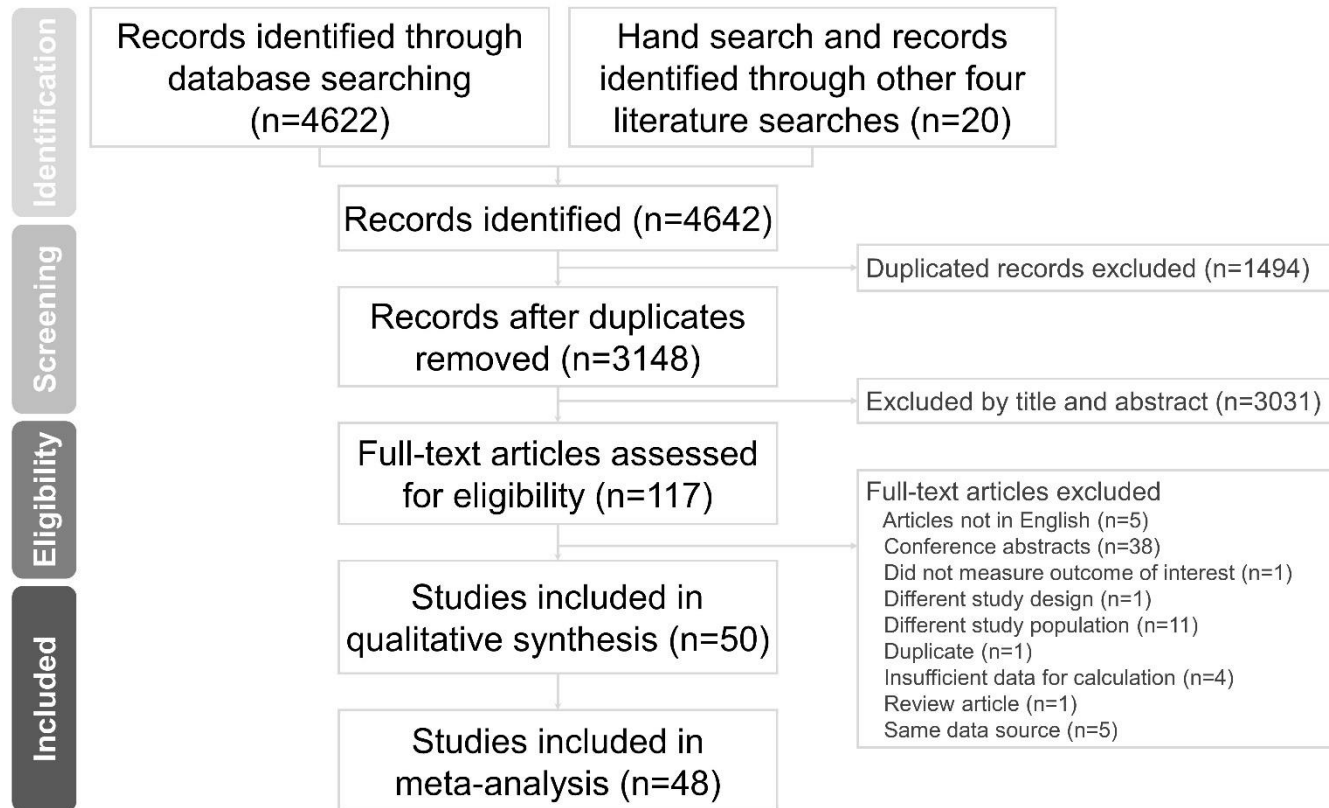 Identification
Records identified through
database searching
(n=4622)
Hand search and records
identified through other four
literature searches (n=20)
Records identified (n=4642)
Screening
Duplicated records excluded (n=1494)
Records after duplicates
removed (n=3148)
Excluded by title and abstract (n=3031)
Eligibility
Full-text articles assessed
for eligibility (n=117)
Full-text articles excluded
Articles not in English (n=5)
Conference abstracts (n=38)
Did not measure outcome of interest (n=1)
Different study design (n=1)
Different study population (n=11)
Duplicate (n=1)
Insufficient data for calculation (n=4)
Review article (n=1)
Same data source (n=5)
Included
Studies included in
qualitative synthesis (n=50)
Studies included in
meta-analysis (n=48)